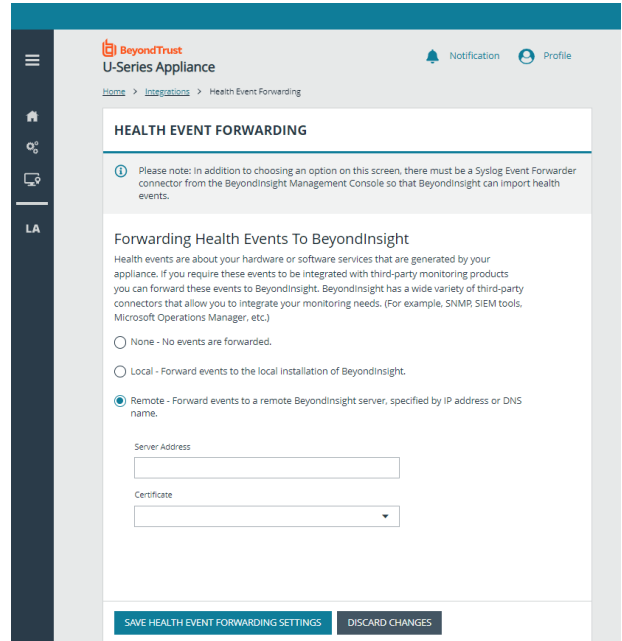 BeyondTrust
U-Series Appliance
Notification
Profile
Home > Integrations > Health Event Forwarding
HEALTH EVENT FORWARDING
Please note: In addition to choosing an option on this screen, there must be a Syslog Event Forwarder
connector from the BeyondInsight Management Console so that BeyondInsight can import health
events.
LA
Forwarding Health Events To BeyondInsight
Health events are about your hardware or software services that are generated by your
appliance. If you require these events to be integrated with third-party monitoring products
you can forward these events to BeyondInsight. BeyondInsight has a wide variety of third-party
connectors that allow you to integrate your monitoring needs. (For example, SNMP, SIEM tools,
Microsoft Operations Manager, etc.)
None - No events are forwarded.
Local - Forward events to the local installation of BeyondInsight.
Remote - Forward events to a remote BeyondInsight server, specified by IP address or DNS
name.
Server Address
Certificate
SAVE HEALTH EVENT FORWARDING SETTINGS
DISCARD CHANGES